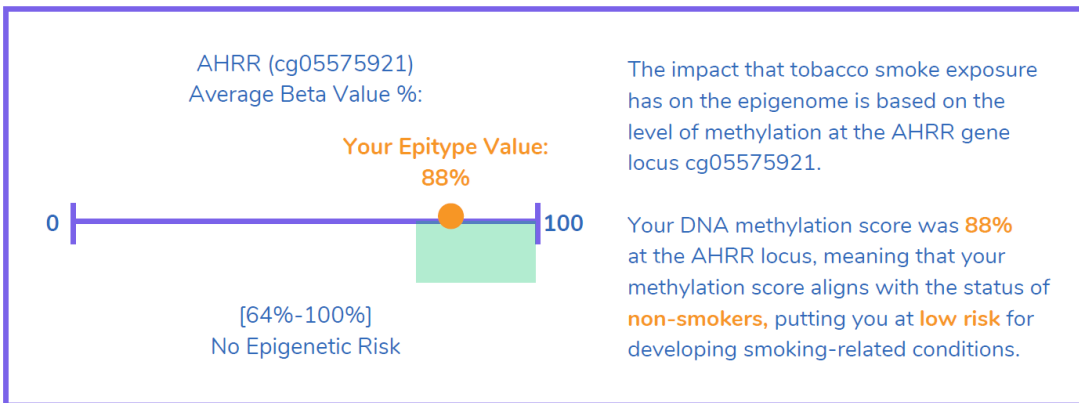 AHRR (cg05575921)
Average Beta Value %:
Your Epitype Value:
88%
0
100
[64%-100%]
No Epigenetic Risk
The impact that tobacco smoke exposure
has on the epigenome is based on the
level of methylation at the AHRR gene
locus cg05575921.
Your DNA methylation score was 88%
at the AHRR locus, meaning that your
methylation score aligns with the status of
non-smokers, putting you at low risk for
developing smoking-related conditions.